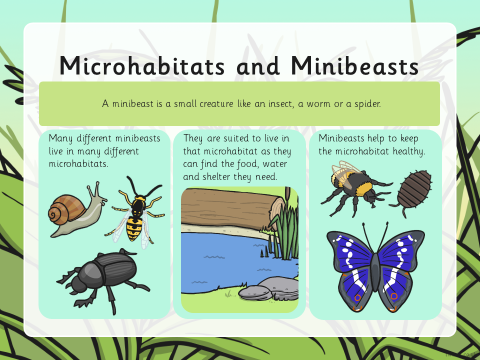 Microhabitats and Minibeasts
A minibeast is a small creature like an insect, a worm or a spider.
Many different minibeasts
live in many different
microhabitats.
They are suited to live in
that microhabitat as they
can find the food, water
and shelter they need.
Minibeasts help to keep
the microhabitat healthy.